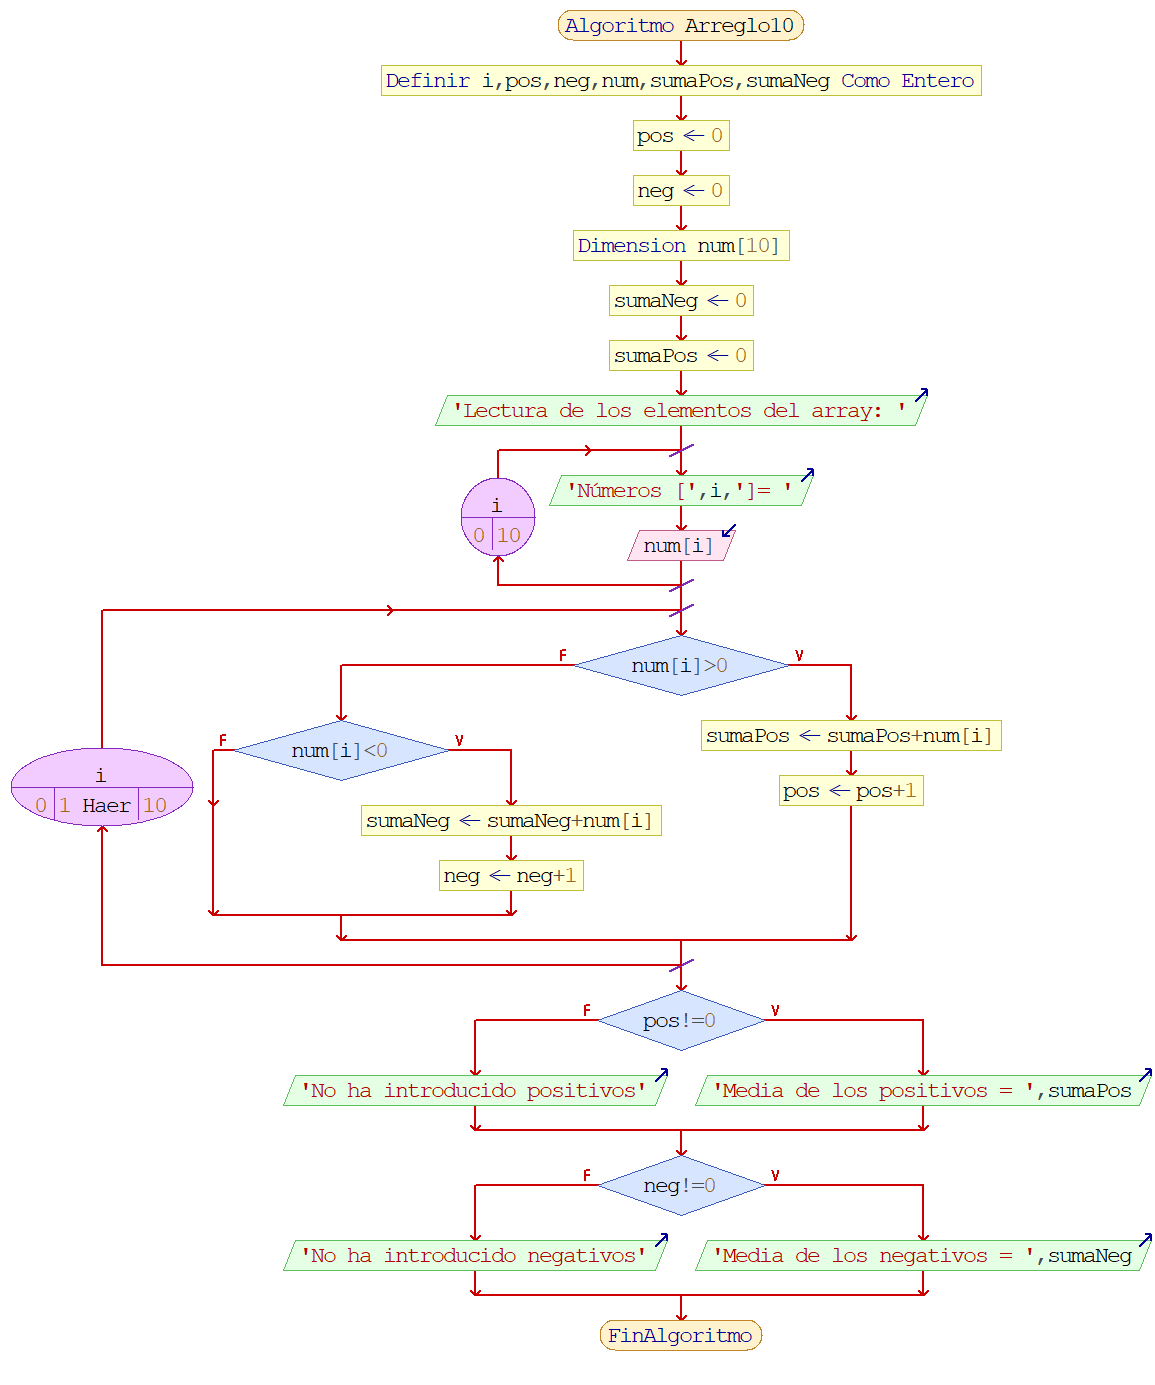 Algoritmo Arreglo10
Definir i,pos,neg,num,sumaPos,sumaNeg Como Entero
pos ← 0
neg ← 0
Dimension num[10]
sumaNeg ← 0
sumaPos ← 0
'Lectura de los elementos del array: '
i
0 10
'Números [',i,']= '
num[i]
num[i]>0
F
V
num[i]<0
F
V
sumaPos ← sumaPos+num[i]
pos ← pos+1
i
0 1 Haer 10
sumaNeg ← sumaNeg+num[i]
neg ← neg+1
pos!=0
F
V
'No ha introducido positivos'
'Media de los positivos = ',sumaPos
neg!=0
F
V
'No ha introducido negativos'
'Media de los negativos = ',sumaNeg
FinAlgoritmo